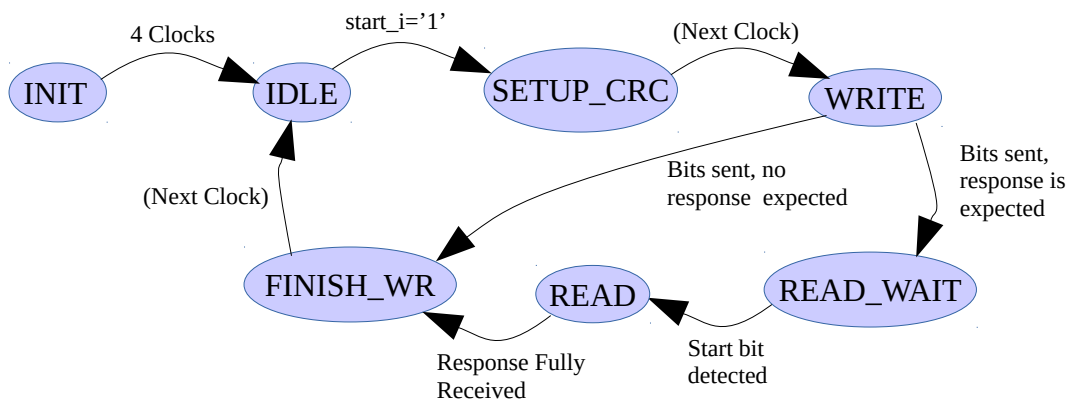 4 Clocks
start_i=’1’
(Next Clock)
INIT
IDLE
SETUP_CRC
WRITE
Bits sent, no
response expected
Bits sent,
response is
expected
(Next Clock)
FINISH_WR
READ
READ_WAIT
Response Fully
Received
Start bit
detected